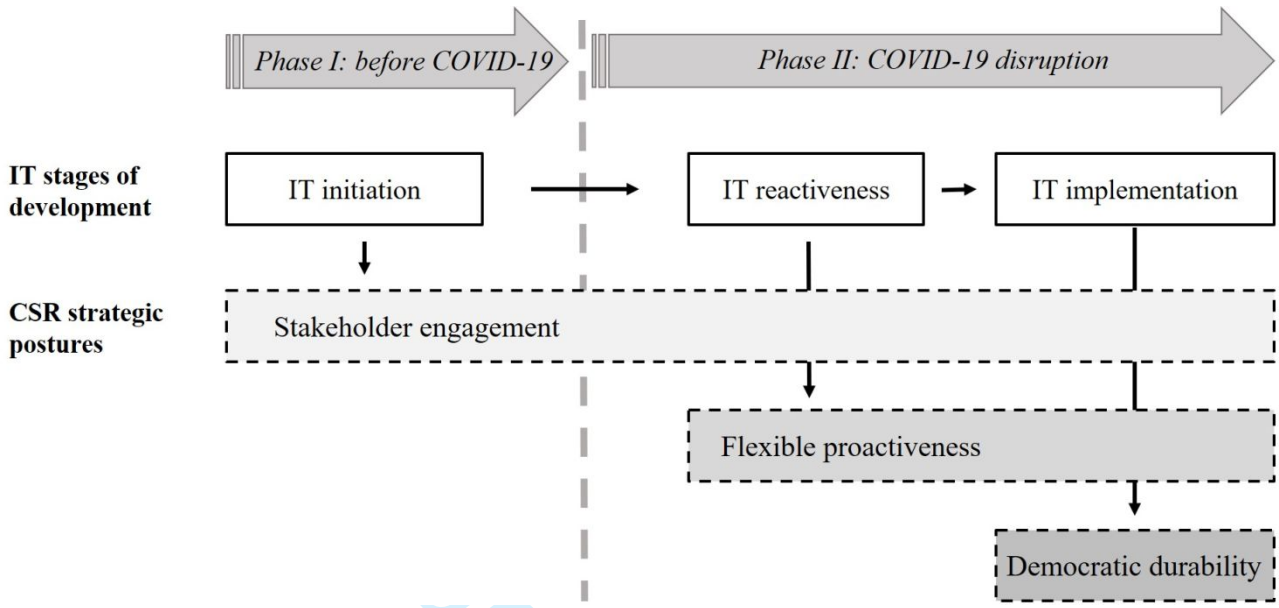 Phase I: before COVID-19
Phase II: COVID-19 disruption
IT stages of
development
IT initiation
IT reactiveness
IT implementation
CSR strategic
postures
Stakeholder engagement
Flexible proactiveness
Democratic durability